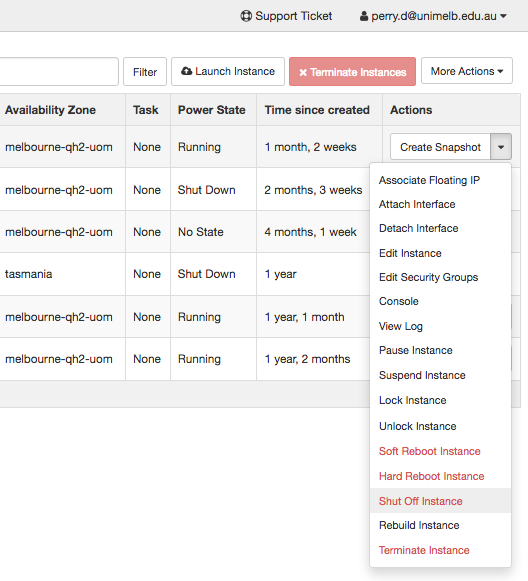 Support Ticket perry.d@unimelb.edu.au
Filter Launch Instance Terminate Instances More Actions
Availability Zone Task Power State Time since created Actions
melbourne-qh2-uom None Running 1 month, 2 weeks Create Snapshot
melbourne-qh2-uom None Shut Down 2 months, 3 weeks
melbourne-qh2-uom None No State 4 months, 1 week
tasmania None Shut Down 1 year
melbourne-qh2-uom None Running 1 year, 1 month
melbourne-qh2-uom None Running 1 year, 2 months
Associate Floating IP
Attach Interface
Detach Interface
Edit Instance
Edit Security Groups
Console
View Log
Pause Instance
Suspend Instance
Lock Instance
Unlock Instance
Soft Reboot Instance
Hard Reboot Instance
Shut Off Instance
Rebuild Instance
Terminate Instance